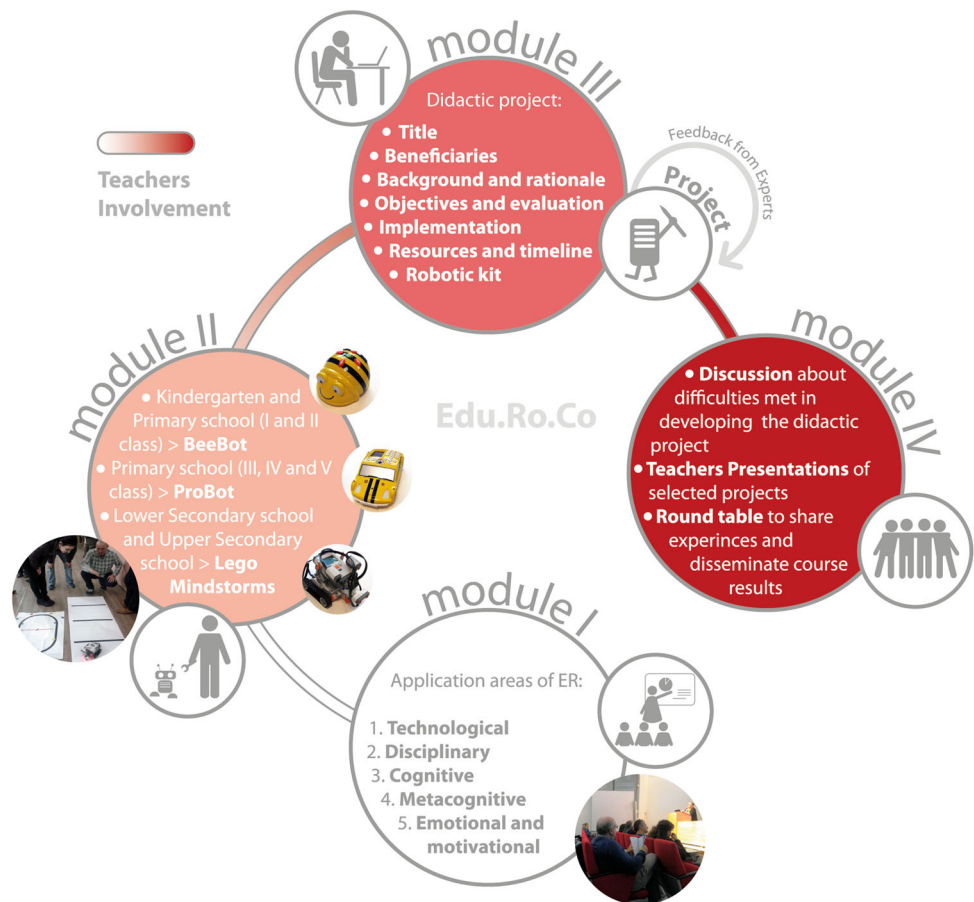 module III
Didactic project:
• Title
• Beneficiaries
• Background and rationale
• Objectives and evaluation
• Implementation
• Resources and timeline
• Robotic kit
Teachers
Involvement
Feedback from Experts
Project
module II
• Kindergarten and
Primary school (I and II
class) > BeeBot
• Primary school (III, IV and V
class) > ProBot
• Lower Secondary school
and Upper Secondary
school > Lego
Mindstorms
Edu.Ro.Co
module IV
• Discussion about
difficulties met in
developing the didactic
project
• Teachers Presentations of
selected projects
• Round table to share
experinces and
disseminate course
results
module I
Application areas of ER:
1. Technological
2. Disciplinary
3. Cognitive
4. Metacognitive
5. Emotional and
motivational